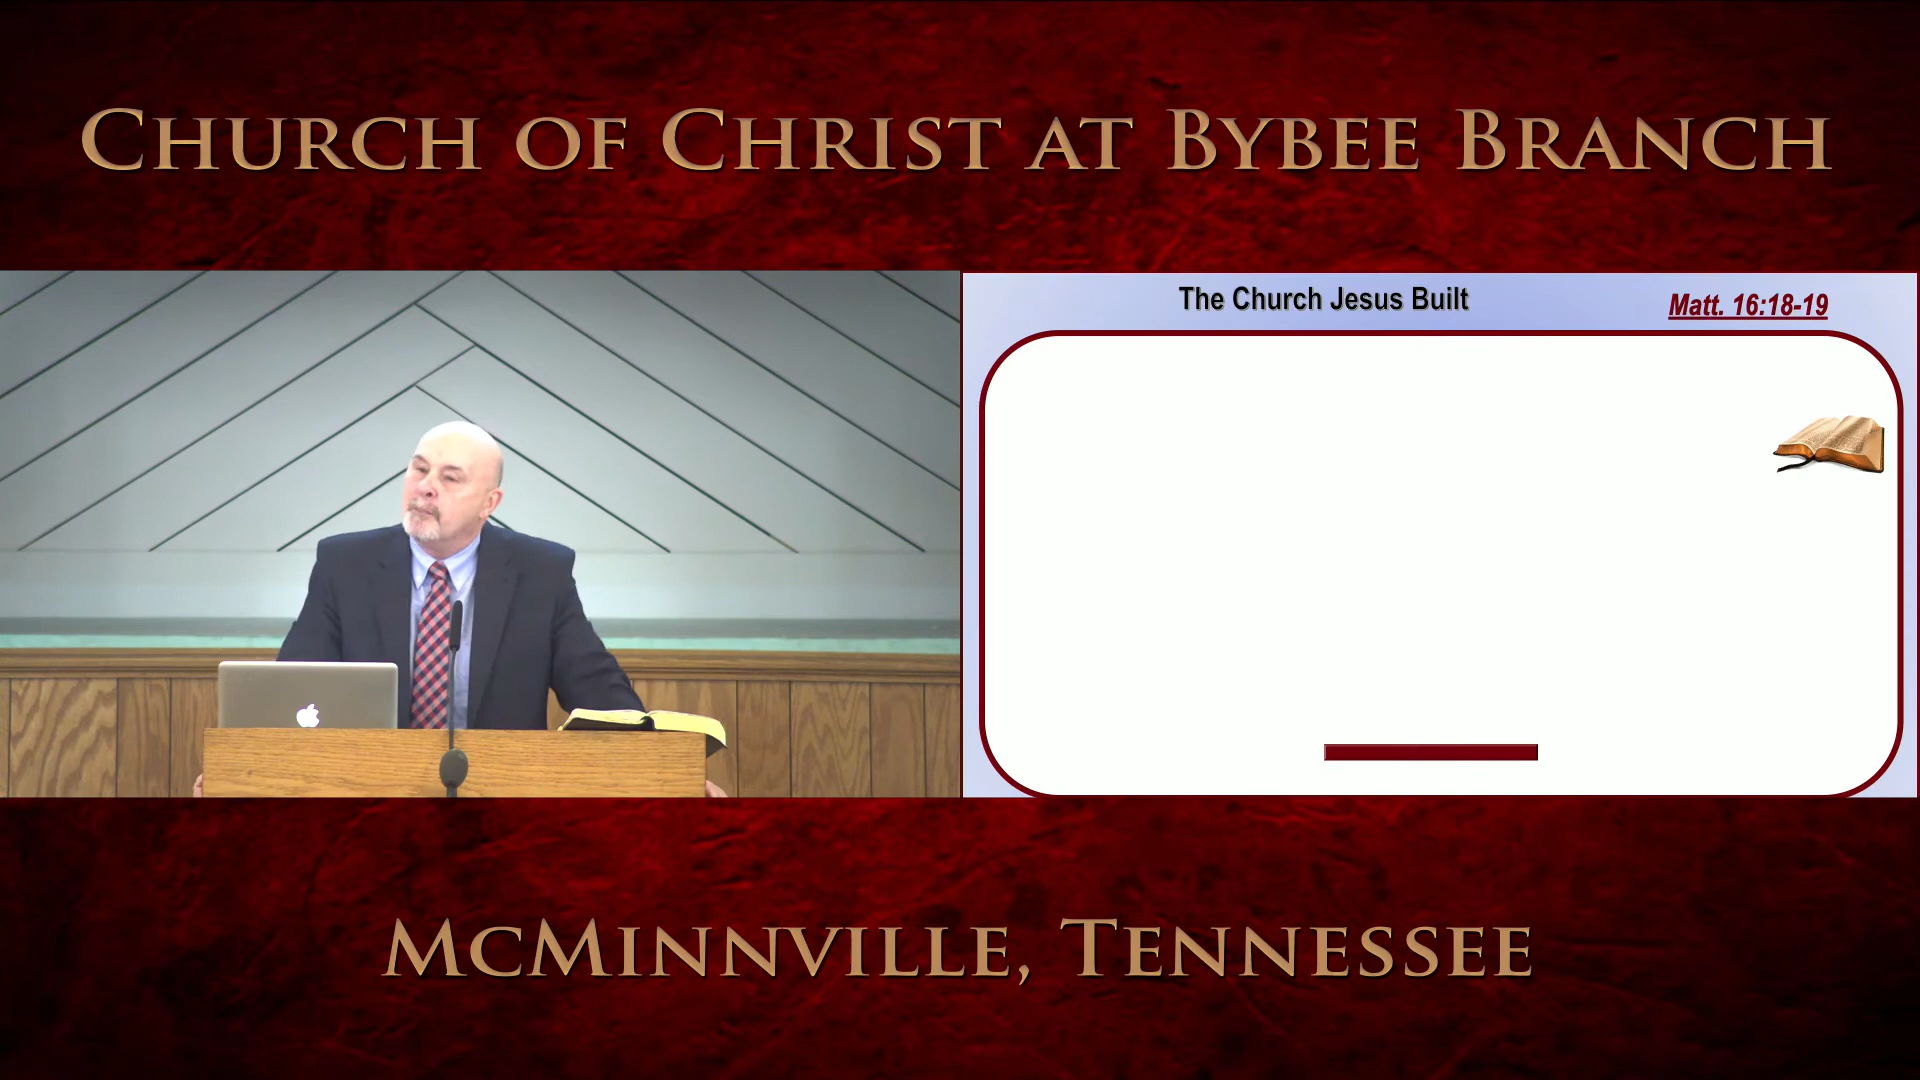 Church of Christ at Bybee Branch
The Church Jesus Built
Matt. 16:18-19
McMinnville, Tennessee